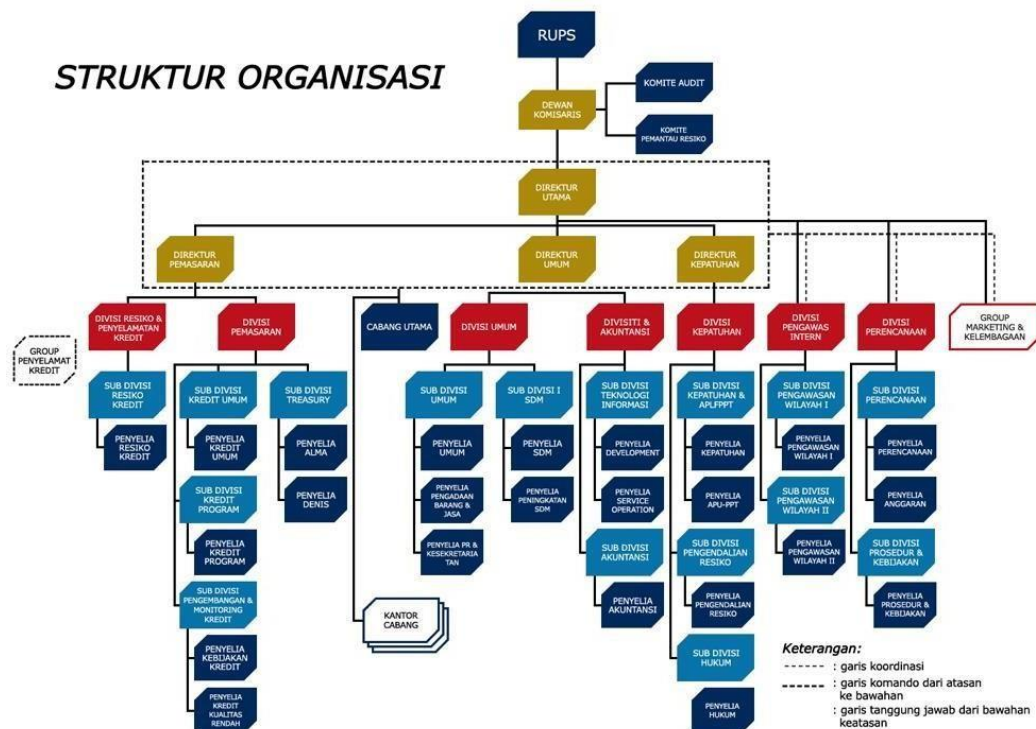 RUPS
STRUKTUR ORGANISASI
KOMITE AUDIT
DEWAN
KOMISARIS
KOMITE
PEMANTAU RESIKO
DIREKTUR
UTAMA
DIREKTUR
PEMASARAN
DIREKTUR
UMUM
DIREKTUR
KEPATUHAN
DIVISI RESIKO &
PENYELAMATAN
KREDIT
DIVISI
PEMASARAN
CABANG UTAMA
DIVISI UMUM
DIVISITI &
AKUNTANSI
DIVISI
KEPATUHAN
DIVISI
PENGAWAS
INTERN
DIVISI
PERENCANAAN
GROUP
MARKETING &
KELEMBAGAAN
GROUP
PENYELAMAT
KREDIT
SUB DIVISI
RESIKO
KREDIT
SUB DIVISI
KREDIT UMUM
SUB DIVISI
TREASURY
SUB DIVISI
UMUM
SUB DIVISI I
SDM
SUB DIVISI
TEKNOLOGI
INFORMASI
SUB DIVISI
KEPATUHAN
& APLFPPT
SUB DIVISI
PENGAWASAN
WILAYAH I
SUB DIVISI
PERENCANAAN
PENYELIA
RESIKO
KREDIT
PENYELIA
KREDIT
UMUM
PENYELIA
ALMA
PENYELIA
UMUM
PENYELIA
SDM
PENYELIA
DEVELOPMENT
PENYELIA
KEPATUHAN
PENYELIA
PENGAWASAN
WILAYAH I
PENYELIA
PERENCANAAN
SUB DIVISI
KREDIT
PROGRAM
PENYELIA
DENIS
PENYELIA
PENGADAAN
BARANG &
JASA
PENYELIA
PENINGKATAN
SDM
PENYELIA
SERVICE
OPERATION
PENYELIA
APU-PPT
SUB DIVISI
PENGAWASAN
WILAYAH II
PENYELIA
ANGGARAN
PENYELIA
KREDIT
PROGRAM
PENYELIA PR &
KESEKRETARIA
TAN
SUB DIVISI
AKUNTANSI
SUB DIVISI
PENGENDALIAN
RESIKO
PENYELIA
PENGAWASAN
WILAYAH II
SUB DIVISI
PROSEDUR &
KEBIJAKAN
SUB DIVISI
PENGEMBANGAN &
MONITORING
KREDIT
KANTOR
CABANG
PENYELIA
AKUNTANSI
PENYELIA
PENGENDALIAN
RESIKO
PENYELIA
PROSEDUR &
KEBIJAKAN
PENYELIA
KEBIJAKAN
KREDIT
SUB DIVISI
HUKUM
PENYELIA
KREDIT
KUALITAS
RENDAH
PENYELIA
HUKUM
Keterangan:
: garis koordinasi
: garis komando dari atasan
ke bawahan
: garis tanggung jawab dari bawahan
keatasan